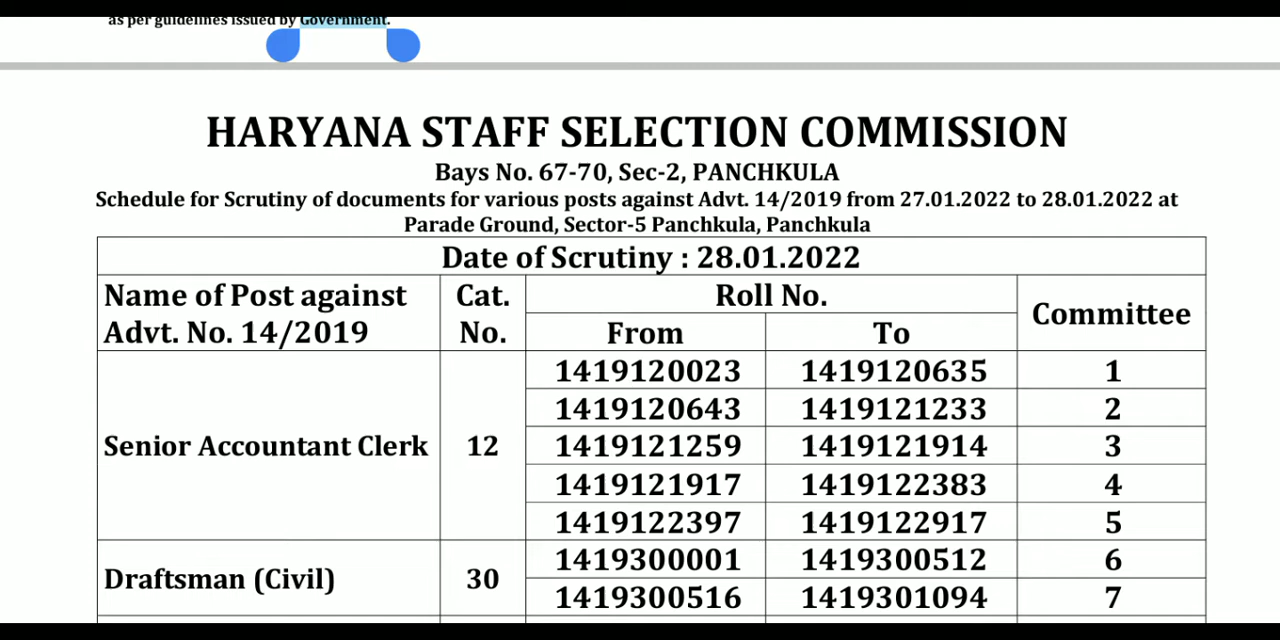 as per guidelines issued by Government.
HARYANA STAFF SELECTION COMMISSION
Bays No. 67-70, Sec-2, PANCHKULA
Schedule for Scrutiny of documents for various posts against Advt. 14/2019 from 27.01.2022 to 28.01.2022 at
Parade Ground, Sector-5 Panchkula, Panchkula
Date of Scrutiny : 28.01.2022
Name of Post against Advt. No. 14/2019 Cat. No. Roll No. Committee
From To
1419120023 1419120635 1
1419120643 1419121233 2
Senior Accountant Clerk 12 1419121259 1419121914 3
1419121917 1419122383 4
1419122397 1419122917 5
Draftsman (Civil) 30 1419300001 1419300512 6
1419300516 1419301094 7